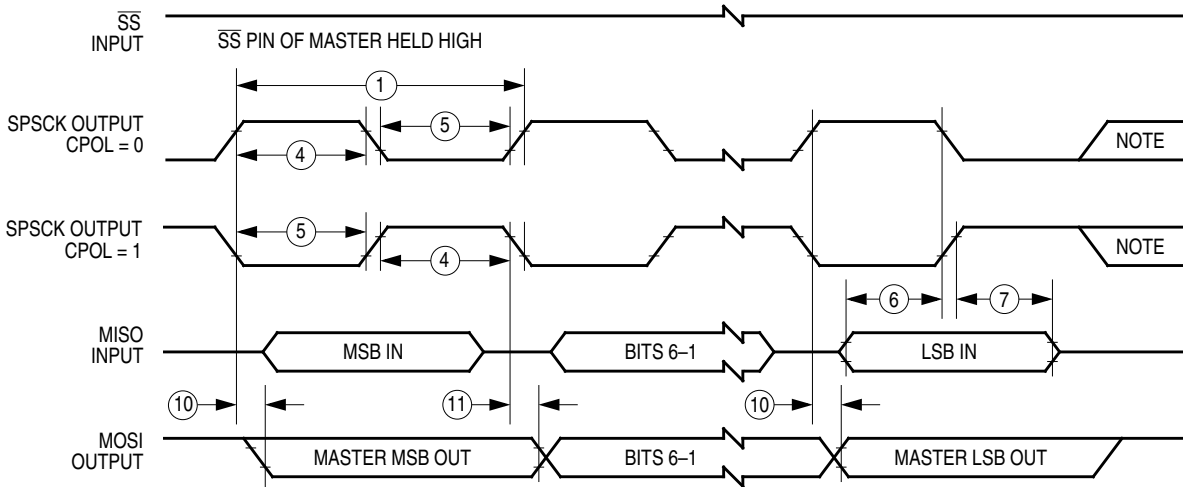 SS
INPUT
SS PIN OF MASTER HELD HIGH
1
SPSCK OUTPUT
CPOL = 0
5
4
NOTE
SPSCK OUTPUT
CPOL = 1
5
4
NOTE
6
7
MISO
INPUT
MSB IN
BITS 6–1
LSB IN
10
11
10
MOSI
OUTPUT
MASTER MSB OUT
BITS 6–1
MASTER LSB OUT